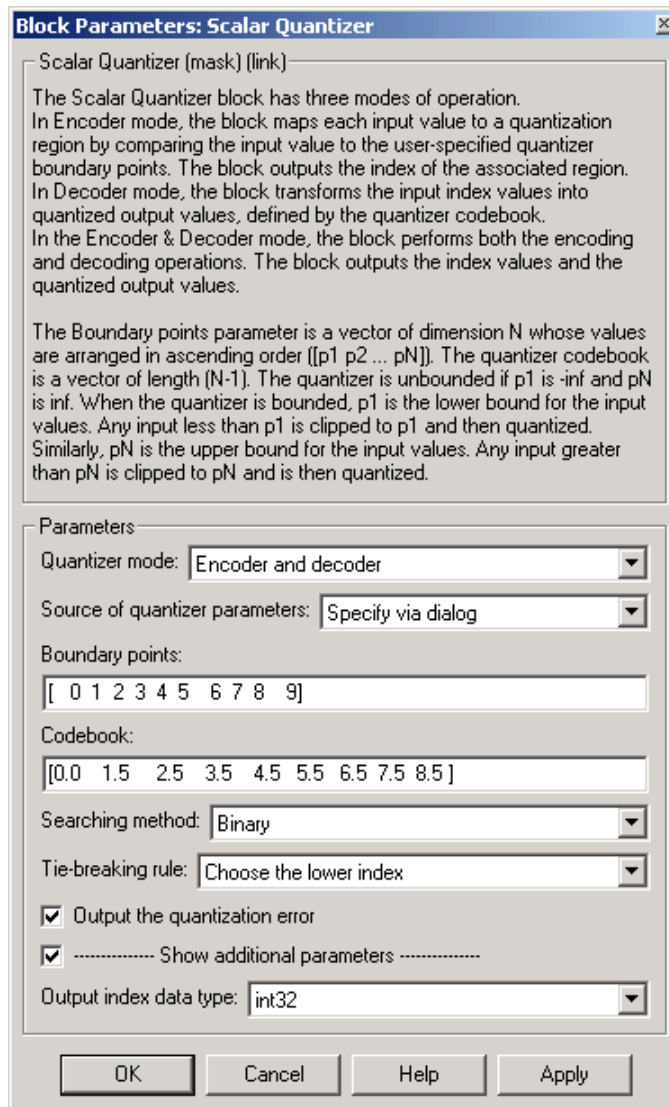 Block Parameters: Scalar Quantizer
Scalar Quantizer (mask) (link)
The Scalar Quantizer block has three modes of operation.
In Encoder mode, the block maps each input value to a quantization
region by comparing the input value to the user-specified quantizer
boundary points. The block outputs the index of the associated region.
In Decoder mode, the block transforms the input index values into
quantized output values, defined by the quantizer codebook.
In the Encoder & Decoder mode, the block performs both the encoding
and decoding operations. The block outputs the index values and the
quantized output values.
The Boundary points parameter is a vector of dimension N whose values
are arranged in ascending order ([p1 p2 ... pN]). The quantizer codebook
is a vector of length (N-1). The quantizer is unbounded if p1 is -inf and pN
is inf. When the quantizer is bounded, p1 is the lower bound for the input
values. Any input less than p1 is clipped to p1 and then quantized.
Similarly, pN is the upper bound for the input values. Any input greater
than pN is clipped to pN and is then quantized.
Parameters
Quantizer mode: Encoder and decoder
Source of quantizer parameters: Specify via dialog
Boundary points:
[ 0 1 2 3 4 5 6 7 8 9]
Codebook:
[0.0 1.5 2.5 3.5 4.5 5.5 6.5 7.5 8.5 ]
Searching method: Binary
Tie-breaking rule: Choose the lower index
Output the quantization error
-------------- Show additional parameters --------------
Output index data type: int32
OK Cancel Help Apply